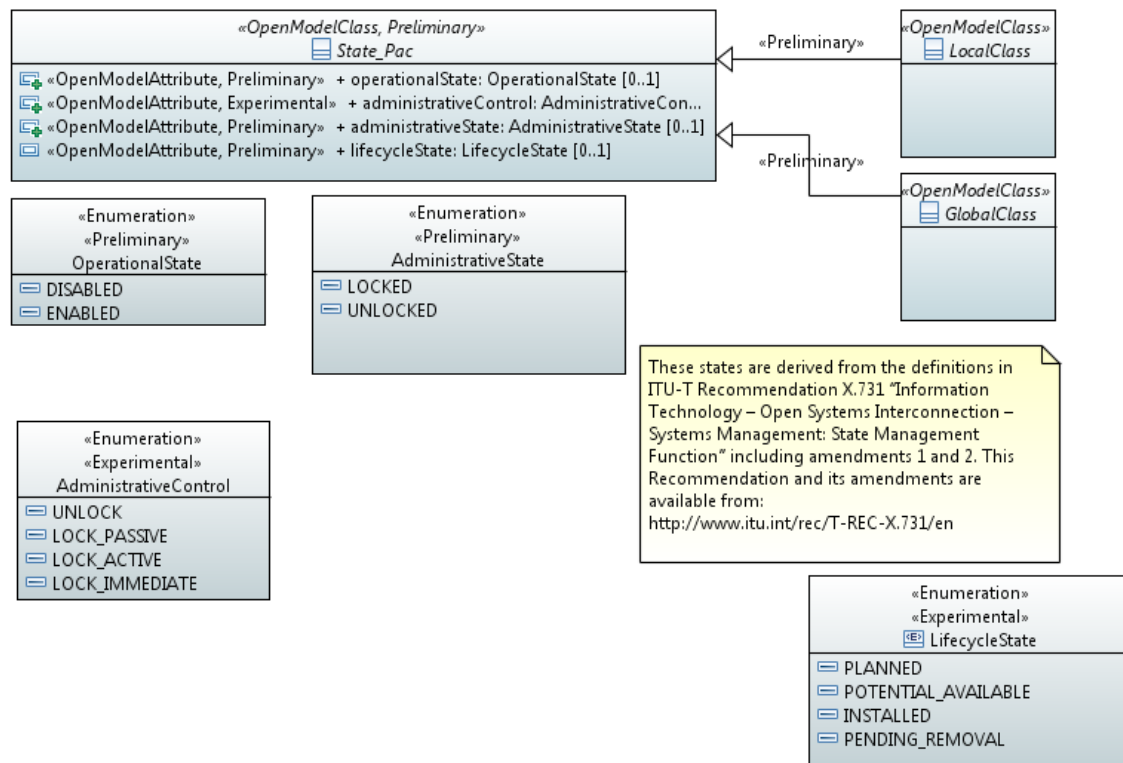 «OpenModelClass, Preliminary»
State_Pac
«OpenModelAttribute, Preliminary» + operationalState: OperationalState [0..1]
«OpenModelAttribute, Experimental» + administrativeControl: AdministrativeCon...
«OpenModelAttribute, Preliminary» + administrativeState: AdministrativeState [0..1]
«OpenModelAttribute, Preliminary» + lifecycleState: LifecycleState [0..1]
«Preliminary»
«OpenModelClass»
LocalClass
«Preliminary»
«OpenModelClass»
GlobalClass
«Enumeration»
«Preliminary»
OperationalState
DISABLED
ENABLED
«Enumeration»
«Preliminary»
AdministrativeState
LOCKED
UNLOCKED
These states are derived from the definitions in
ITU-T Recommendation X.731 “Information
Technology – Open Systems Interconnection –
Systems Management: State Management
Function” including amendments 1 and 2. This
Recommendation and its amendments are
available from:
http://www.itu.int/rec/T-REC-X.731/en
«Enumeration»
«Experimental»
AdministrativeControl
UNLOCK
LOCK_PASSIVE
LOCK_ACTIVE
LOCK_IMMEDIATE
«Enumeration»
«Experimental»
<E> LifecycleState
PLANNED
POTENTIAL_AVAILABLE
INSTALLED
PENDING_REMOVAL